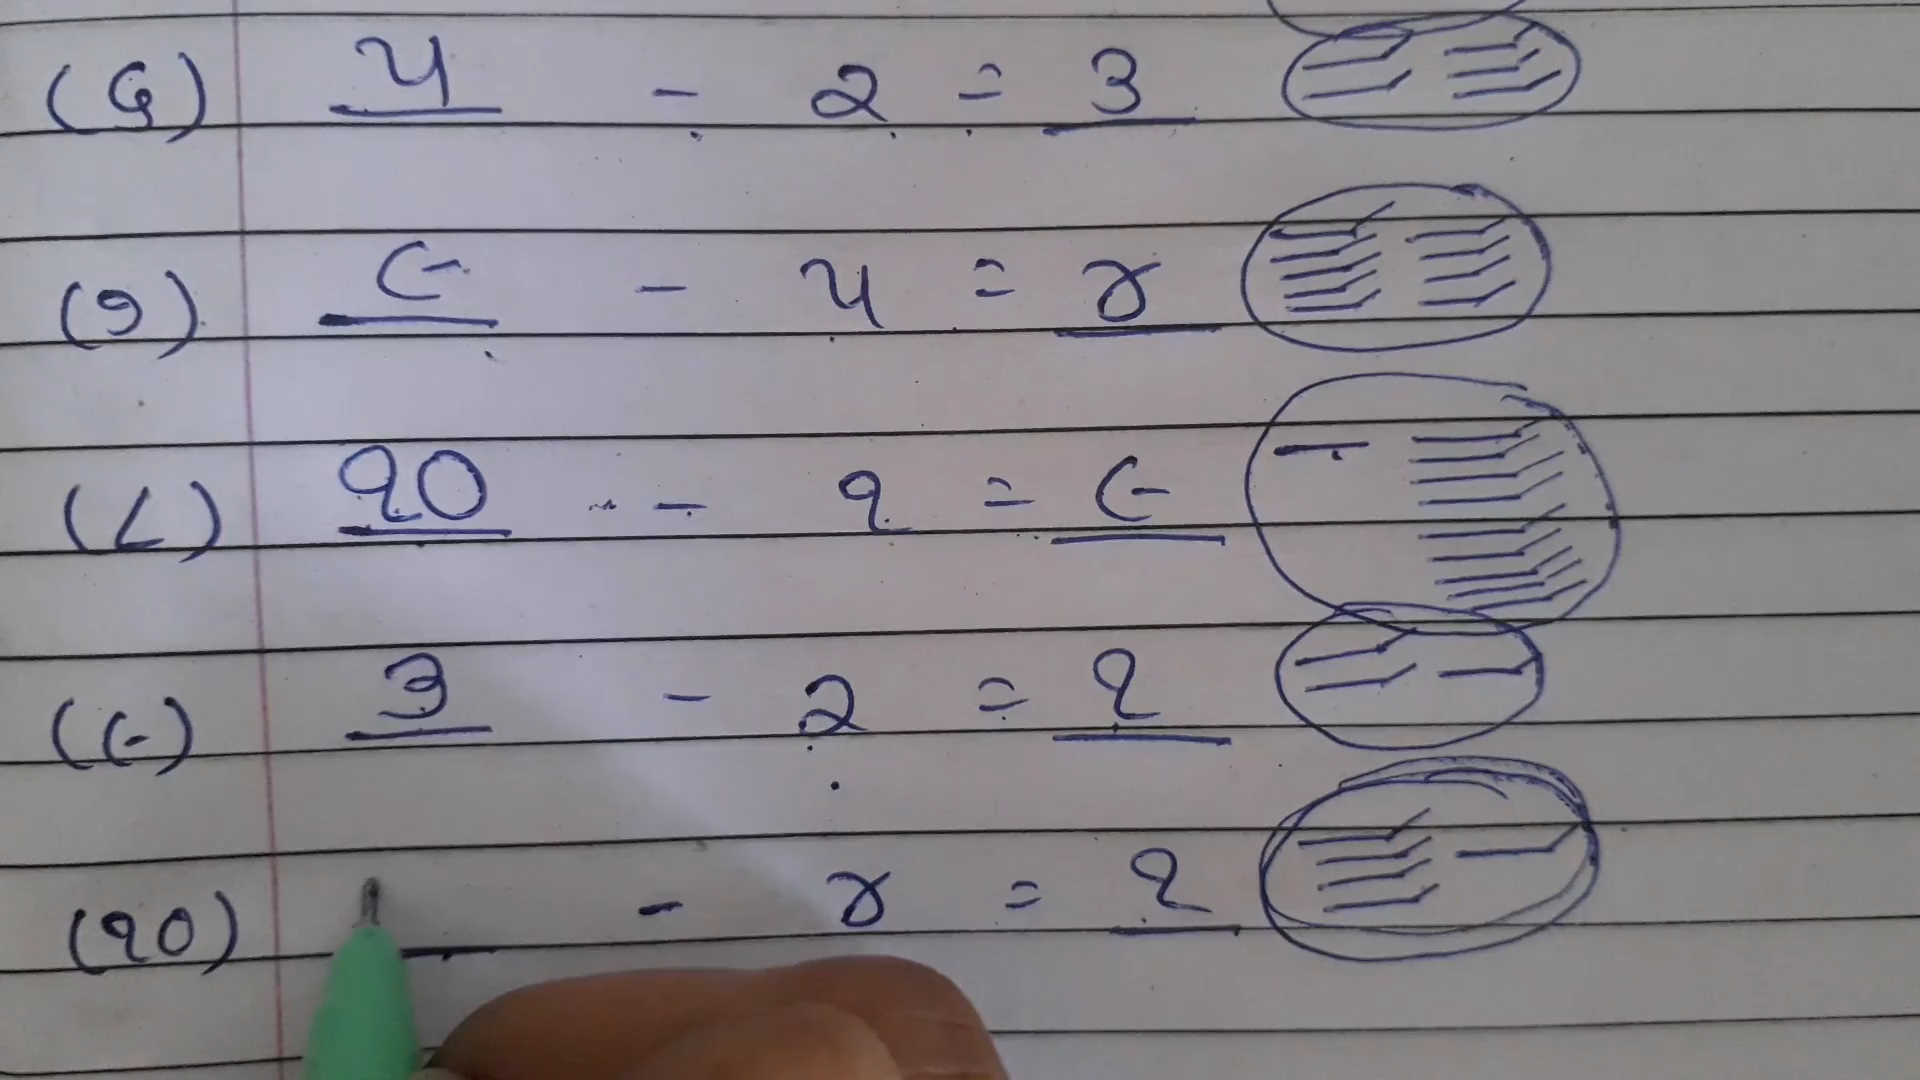 (૬) ૫ - ૨ = ૩
(૭) ૯ - ૫ = ૪
(૮) ૧૦ - ૧ = ૯
(૯) ૩ - ૨ = ૧
(૧૦) __ - ૪ = ૧